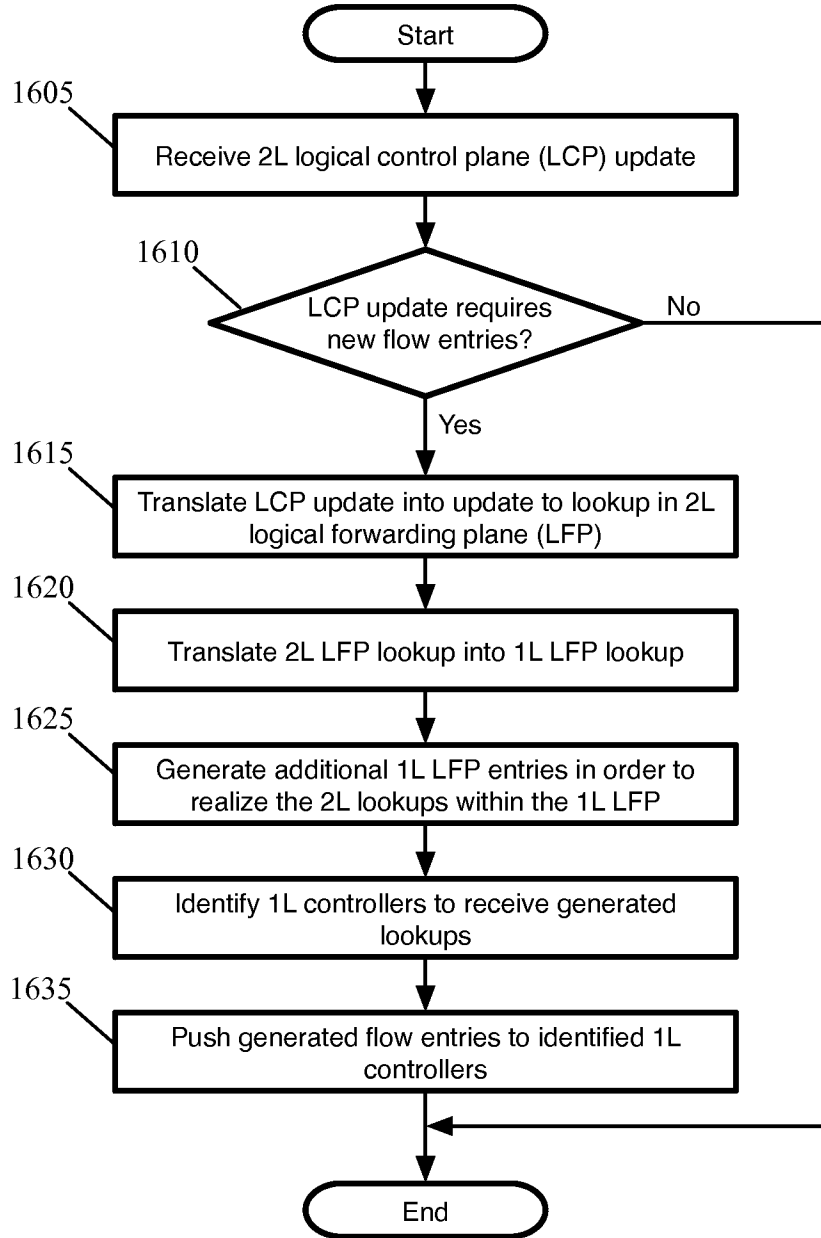 Start
1605
Receive 2L logical control plane (LCP) update
1610
LCP update requires
new flow entries?
No
Yes
1615
Translate LCP update into update to lookup in 2L
logical forwarding plane (LFP)
1620
Translate 2L LFP lookup into 1L LFP lookup
1625
Generate additional 1L LFP entries in order to
realize the 2L lookups within the 1L LFP
1630
Identify 1L controllers to receive generated
lookups
1635
Push generated flow entries to identified 1L
controllers
End